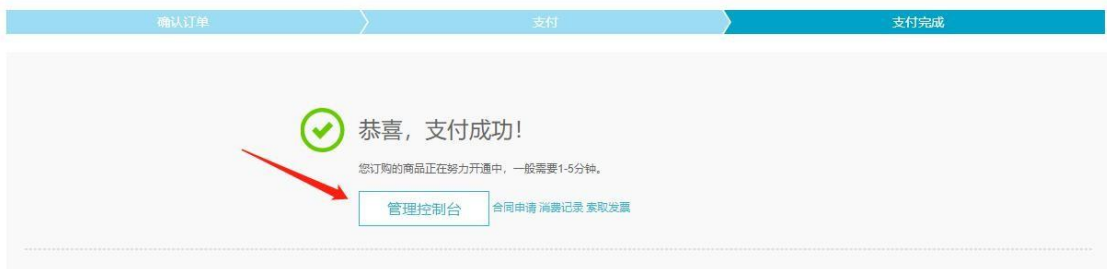 确认订单 支付 支付完成
恭喜，支付成功！
您订购的商品正在努力开通中，一般需要1-5分钟。
管理控制台 合同申请 消费记录 索取发票